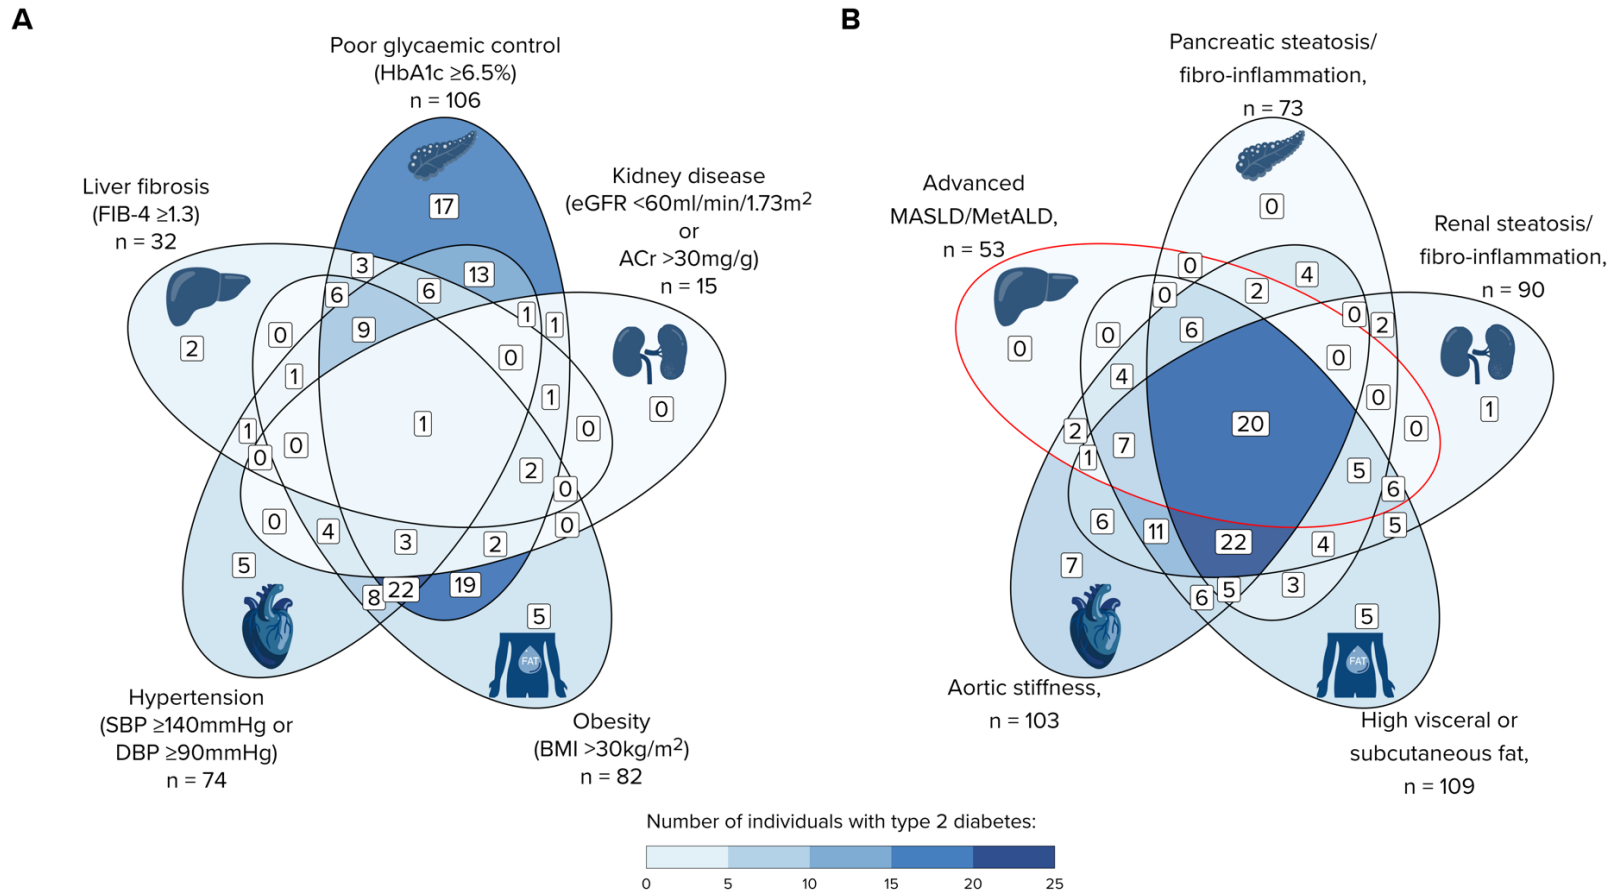 A
Poor glycaemic control
(HbA1c ≥6.5%)
n = 106
Liver fibrosis
(FIB-4 ≥1.3)
n = 32
Kidney disease
(eGFR <60ml/min/1.73m²
or
ACr >30mg/g)
n = 15
17
3
13
6
6
1
1
9
0
2
0
1
1
0
1
0
1
0
0
2
0
0
0
4
3
2
5
8
22
19
5
FAT
Hypertension
(SBP ≥140mmHg or
DBP ≥90mmHg)
n = 74
Obesity
(BMI >30kg/m²)
n = 82
B
Pancreatic steatosis/
fibro-inflammation,
n = 73
Advanced
MASLD/MetALD,
n = 53
Renal steatosis/
fibro-inflammation,
n = 90
0
0
4
2
0
0
2
6
0
0
0
4
0
1
20
2
0
7
1
5
6
6
5
11
22
4
7
6
5
3
5
FAT
Aortic stiffness,
n = 103
High visceral or
subcutaneous fat,
n = 109
Number of individuals with type 2 diabetes:
0 5 10 15 20 25